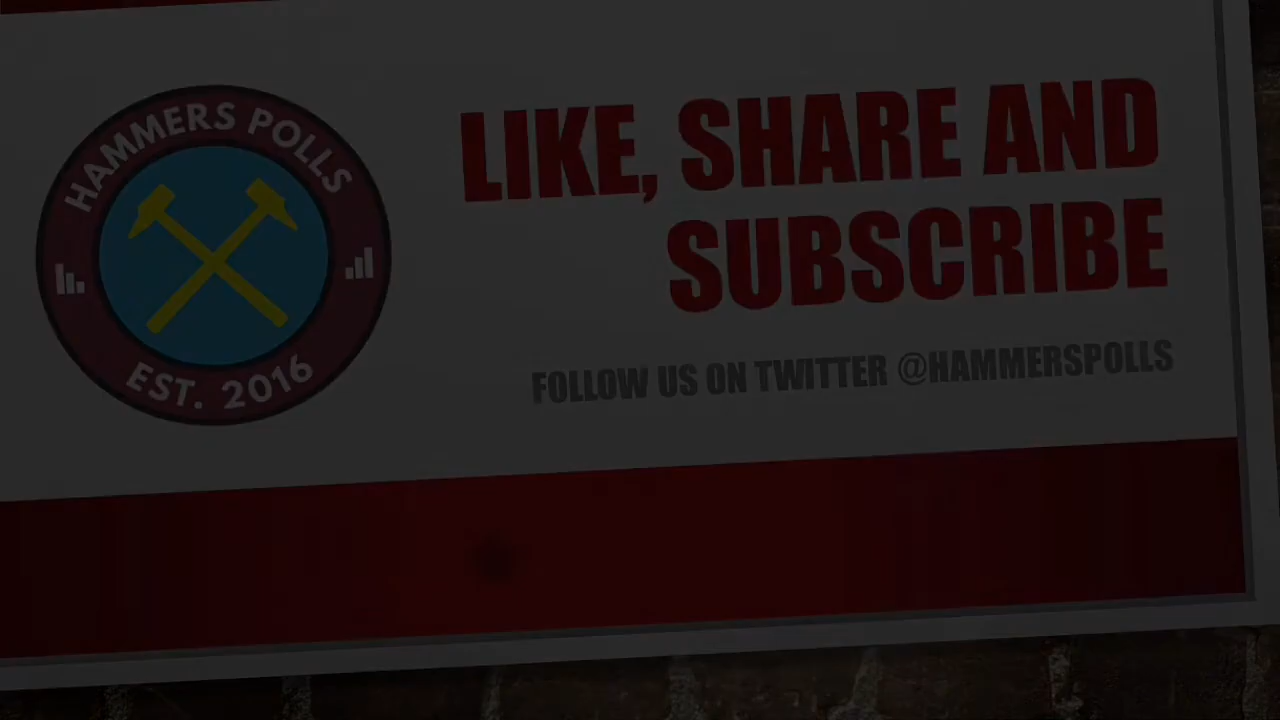 HAMMERS POLLS
EST. 2016
LIKE, SHARE AND
SUBSCRIBE
FOLLOW US ON TWITTER @HAMMERSPOLLS